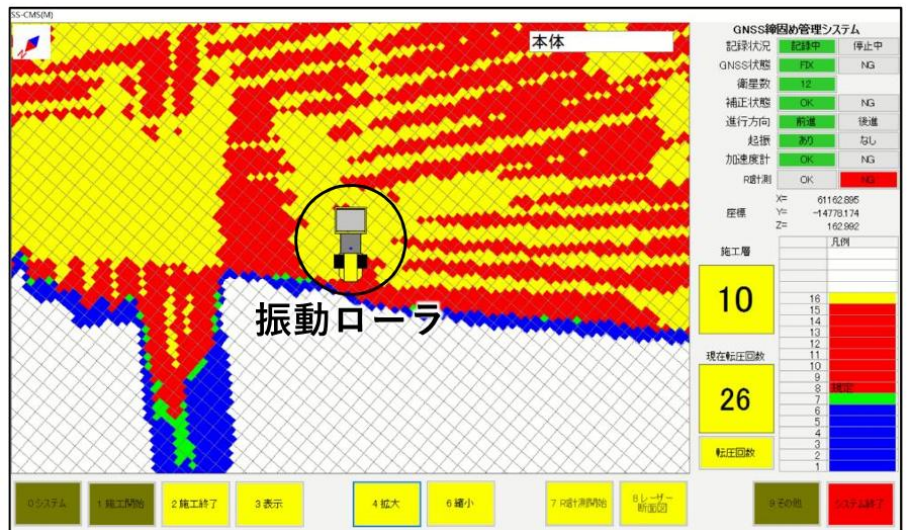 SS-CMS(M)
本体
振動ローラ
GNSS締固め管理システム
記録状況 記録中 停止中
GNSS状態 FIX NG
衛星数 12
補正状態 OK NG
進行方向 前進 後進
起振 あり なし
加速度計 OK NG
R計測 OK NG
座標
X= 61162.895
Y= -14778.174
Z= 162.992
施工層
10
現在転圧回数
26
転圧回数
凡例
16
15
14
13
12
11
10
9
8 規定
7
6
5
4
3
2
1
0システム
1 施工開始
2 施工終了
3 表示
4 拡大
6 縮小
7 R値計測開始
8 レーザー
断面図
9 その他
システム終了